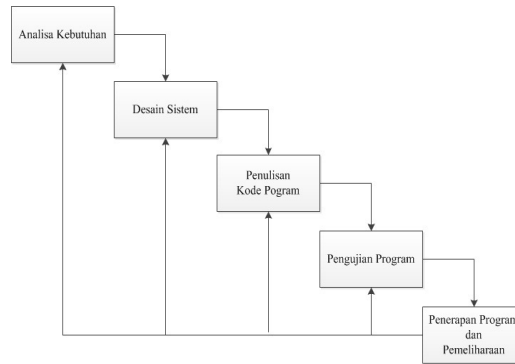 Analisa Kebutuhan
Desain Sistem
Penulisan
Kode Pogram
Pengujian Program
Penerapan Program
dan
Pemeliharaan